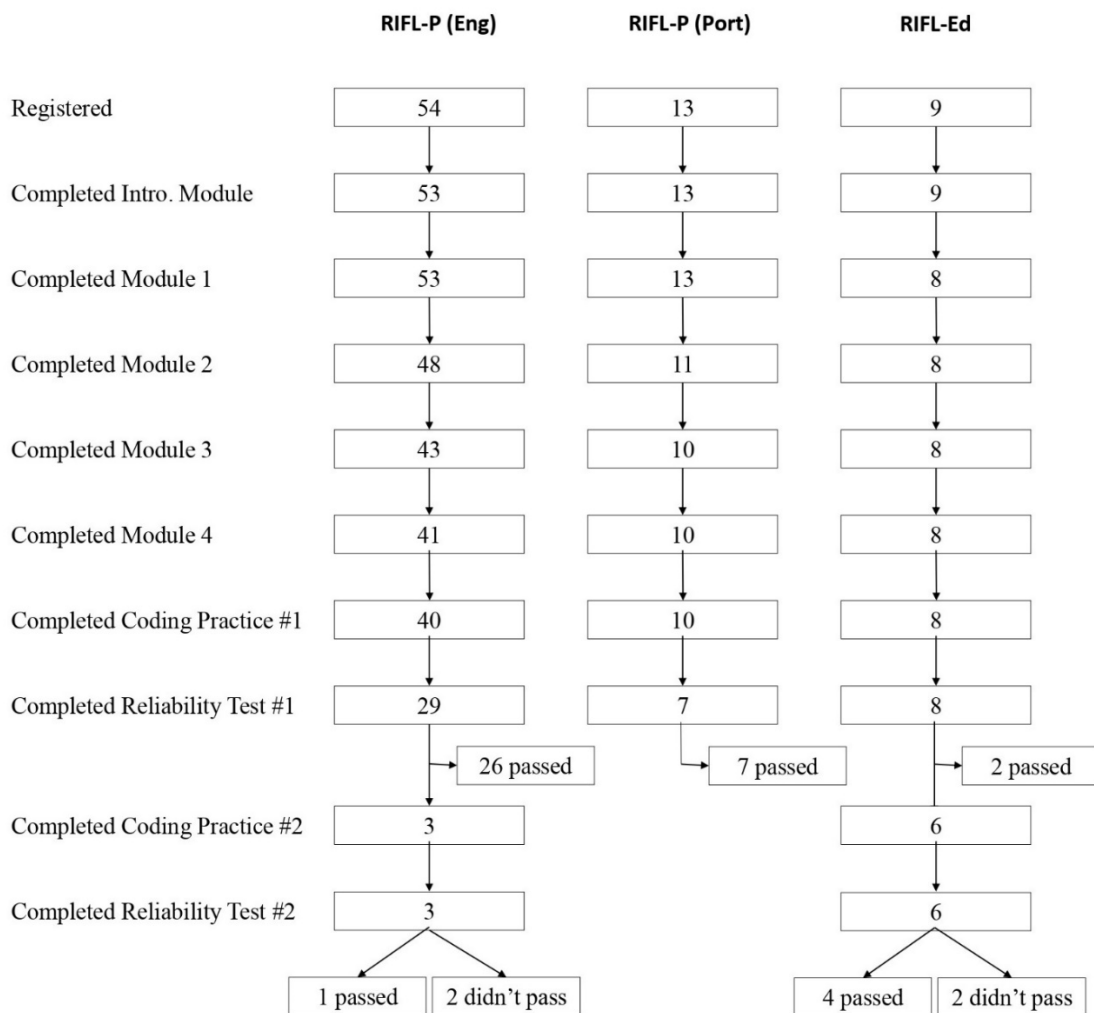 RIFL-P (Eng) RIFL-P (Port) RIFL-Ed
Registered 54 13 9
Completed Intro. Module 53 13 9
Completed Module 1 53 13 8
Completed Module 2 48 11 8
Completed Module 3 43 10 8
Completed Module 4 41 10 8
Completed Coding Practice #1 40 10 8
Completed Reliability Test #1 29 7 8
26 passed 7 passed 2 passed
Completed Coding Practice #2 3 6
Completed Reliability Test #2 3 6
1 passed 2 didn’t pass 4 passed 2 didn’t pass